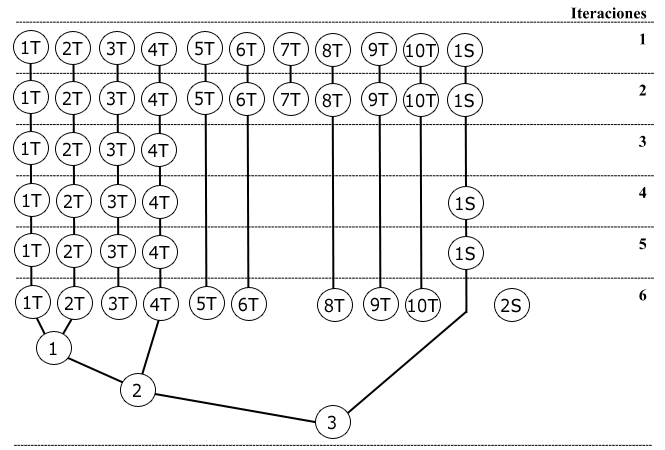 Iteraciones
1T 2T 3T 4T 5T 6T 7T 8T 9T 10T 1S 1
1T 2T 3T 4T 5T 6T 7T 8T 9T 10T 1S 2
1T 2T 3T 4T 3
1T 2T 3T 4T 1S 4
1T 2T 3T 4T 1S 5
1T 2T 3T 4T 5T 6T 8T 9T 10T 2S 6
1
2
3